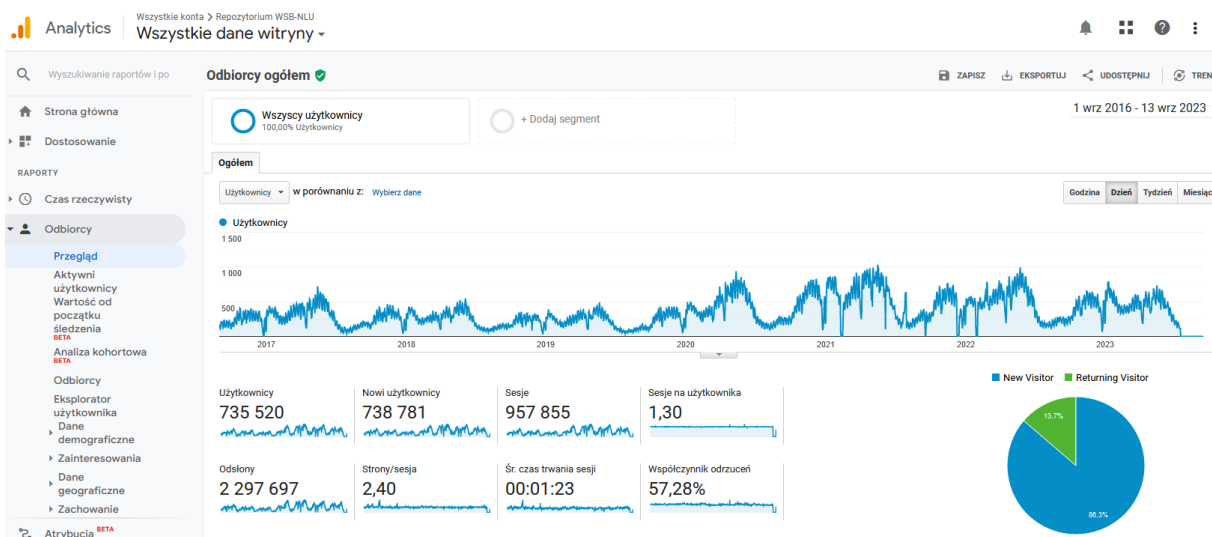 Analytics
Wszystkie konta > Repozytorium WSB-NLU
Wszystkie dane witryny
Wyszukiwanie raportów i po
Strona główna
Dostosowanie
RAPORTY
Czas rzeczywisty
Odbiorcy
Przegląd
Aktywni
użytkownicy
Wartość od
początku
śledzenia
BETA
Analiza kohortowa
BETA
Odbiorcy
Eksplorator
użytkownika
Dane
demograficzne
Zainteresowania
Dane
geograficzne
Zachowanie
Atrybucja BETA
Odbiorcy ogółem
ZAPISZ
EKSPORTUJ
UDOSTĘPNIJ
TREN
Wszyscy użytkownicy
100,00% Użytkownicy
+ Dodaj segment
1 wrz 2016 - 13 wrz 2023
Ogółem
Użytkownicy
w porównaniu z:
Wybierz dane
Godzina
Dzień
Tydzień
Miesiąc
Użytkownicy
1 500
1 000
500
2017
2018
2019
2020
2021
2022
2023
Użytkownicy
735 520
Nowi użytkownicy
738 781
Sesje
957 855
Sesje na użytkownika
1,30
Odsłony
2 297 697
Strony/sesja
2,40
Śr. czas trwania sesji
00:01:23
Współczynnik odrzuceń
57,28%
New Visitor
Returning Visitor
13,7%
86,3%